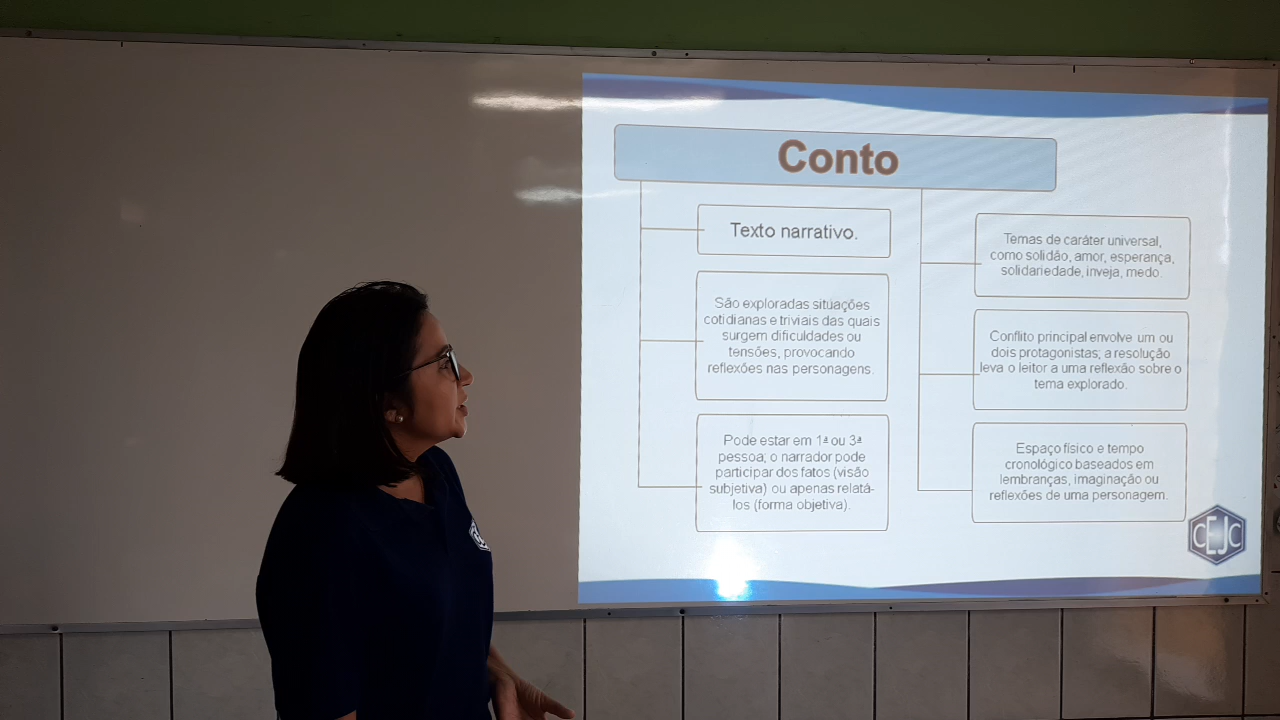 Conto
Texto narrativo.
São exploradas situações
cotidianas e triviais das quais
surgem dificuldades ou
tensões, provocando
reflexões nas personagens.
Pode estar em 1ª ou 3ª
pessoa; o narrador pode
participar dos fatos (visão
subjetiva) ou apenas relatá-
los (forma objetiva).
Temas de caráter universal,
como solidão, amor, esperança,
solidariedade, inveja, medo.
Conflito principal envolve um ou
dois protagonistas; a resolução
leva o leitor a uma reflexão sobre o
tema explorado.
Espaço físico e tempo
cronológico baseados em
lembranças, imaginação ou
reflexões de uma personagem.
CEJC